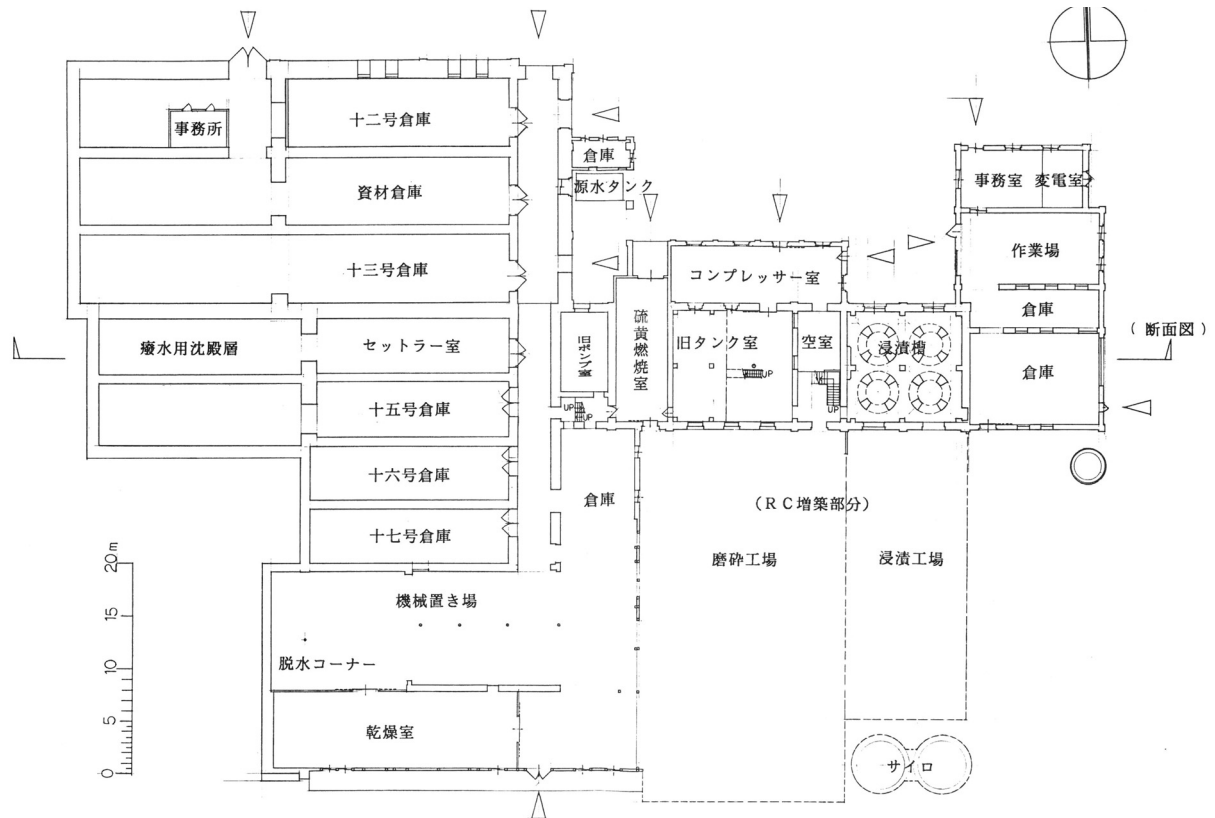 十二号倉庫
事務所
倉庫
資材倉庫
源水タンク
事務室
変電室
十三号倉庫
コンプレッサー室
作業場
倉庫
癈水用沈殿層
セットラー室
旧ポンプ室
硫黄燃焼室
旧タンク室
空室
浸漬槽
倉庫
(断面図)
UP
UP
UP
UP
十五号倉庫
十六号倉庫
倉庫
(RC増築部分)
十七号倉庫
磨砕工場
浸漬工場
20m
15
10
5
0
機械置き場
脱水コーナー
乾燥室
サイロ